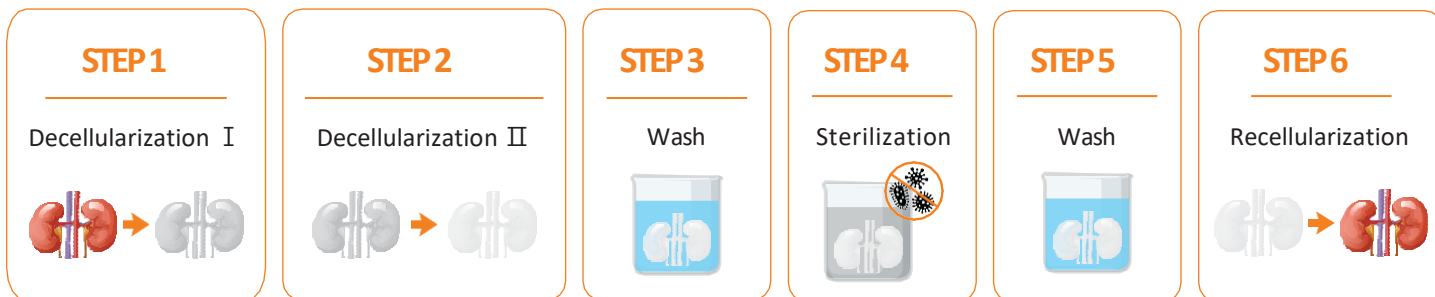 STEP 1
Decellularization Ⅰ
STEP 2
Decellularization Ⅱ
STEP 3
Wash
STEP 4
Sterilization
STEP 5
Wash
STEP 6
Recellularization